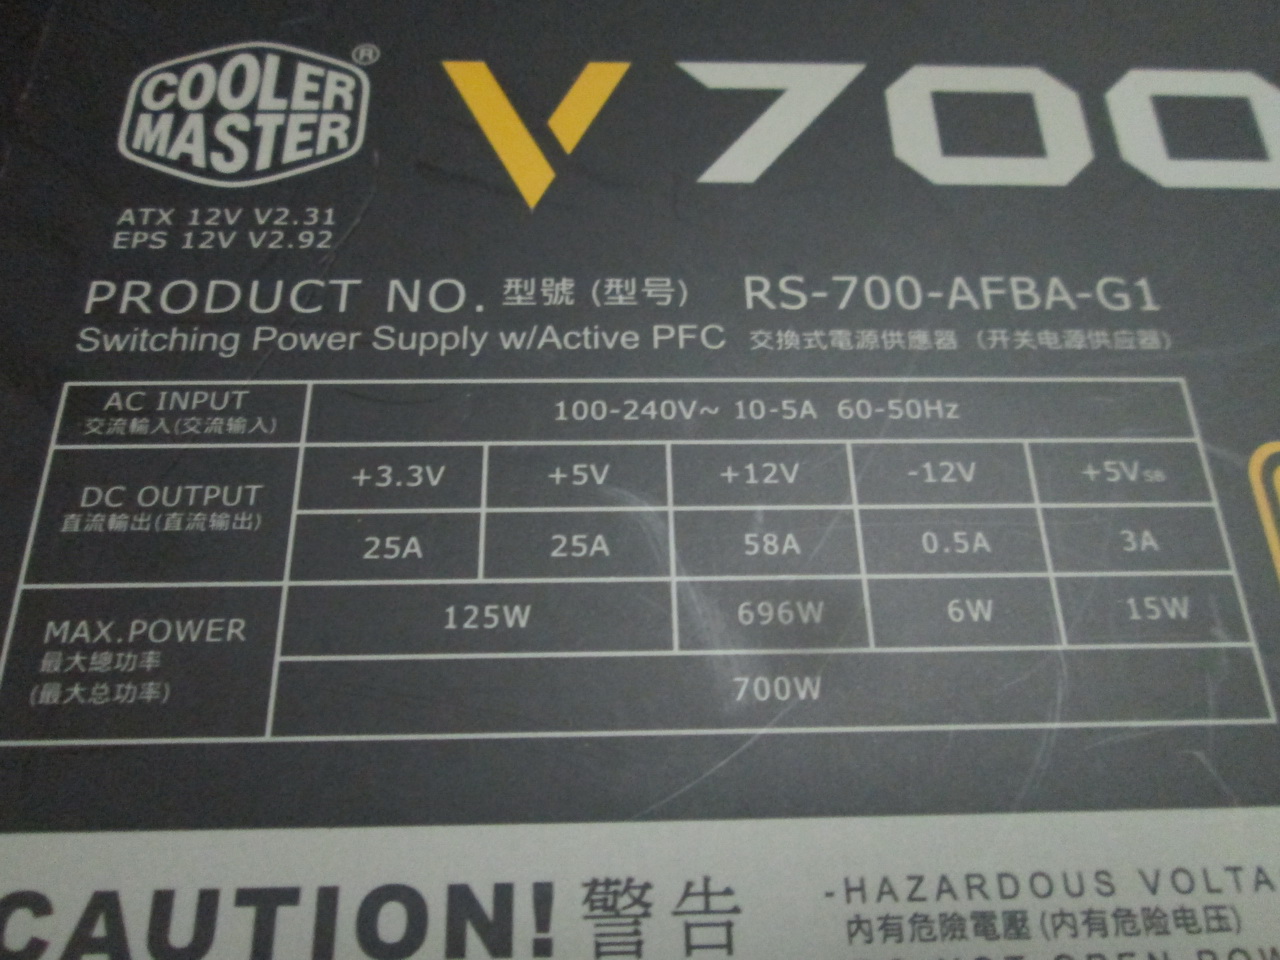 COOLER
MASTER®
V700
ATX 12V V2.31
EPS 12V V2.92
PRODUCT NO. 型號 (型号) RS-700-AFBA-G1
Switching Power Supply w/Active PFC 交換式電源供應器 (开关电源供应器)
AC INPUT 100-240V~ 10-5A 60-50Hz
交流輸入(交流输入)
+3.3V +5V +12V -12V +5VSB
DC OUTPUT
直流輸出(直流输出)
25A 25A 58A 0.5A 3A
125W 696W 6W 15W
MAX.POWER
最大總功率
(最大总功率)
700W
CAUTION! 警告 -HAZARDOUS VOLTA
內有危險電壓 (内有危险电压)